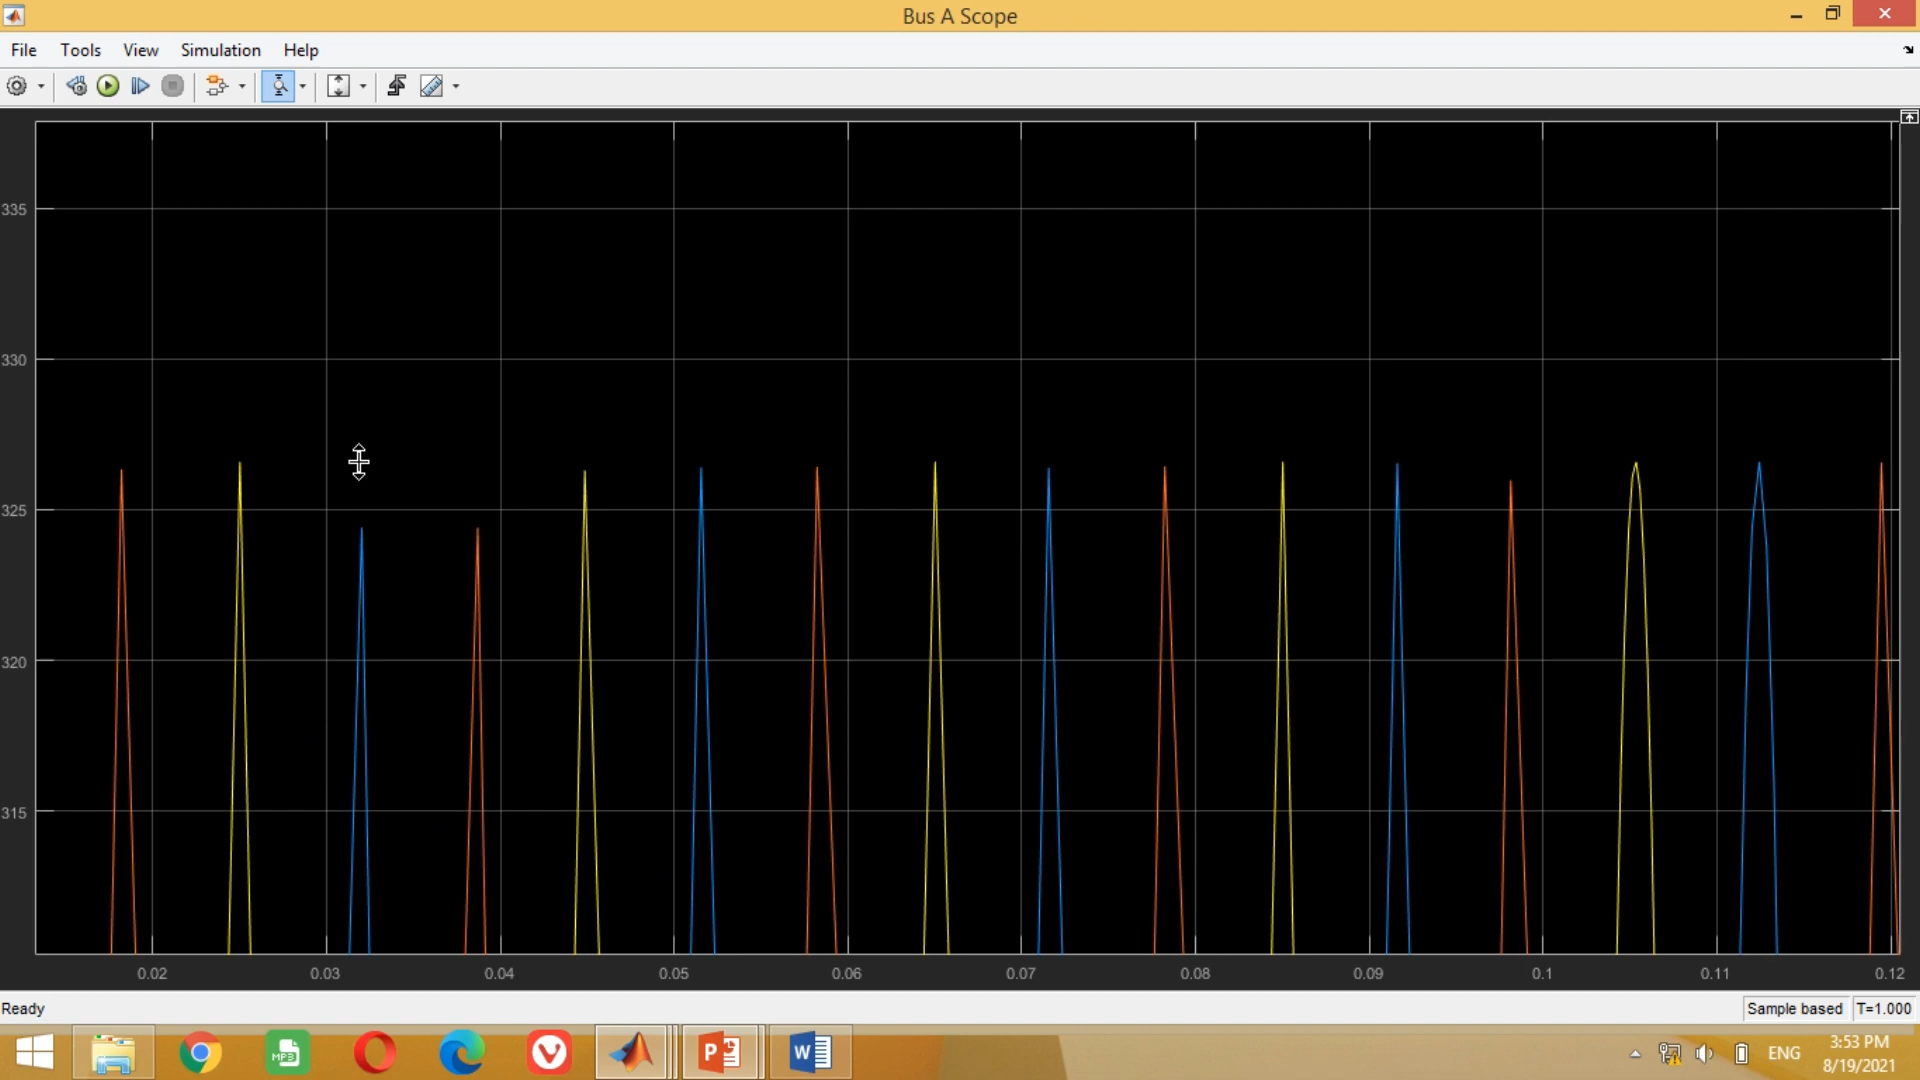 Bus A Scope
File Tools View Simulation Help
335
330
325
320
315
0.02 0.03 0.04 0.05 0.06 0.07 0.08 0.09 0.1 0.11 0.12
Ready Sample based T=1.000
MP3 ENG 3:53 PM
8/19/2021